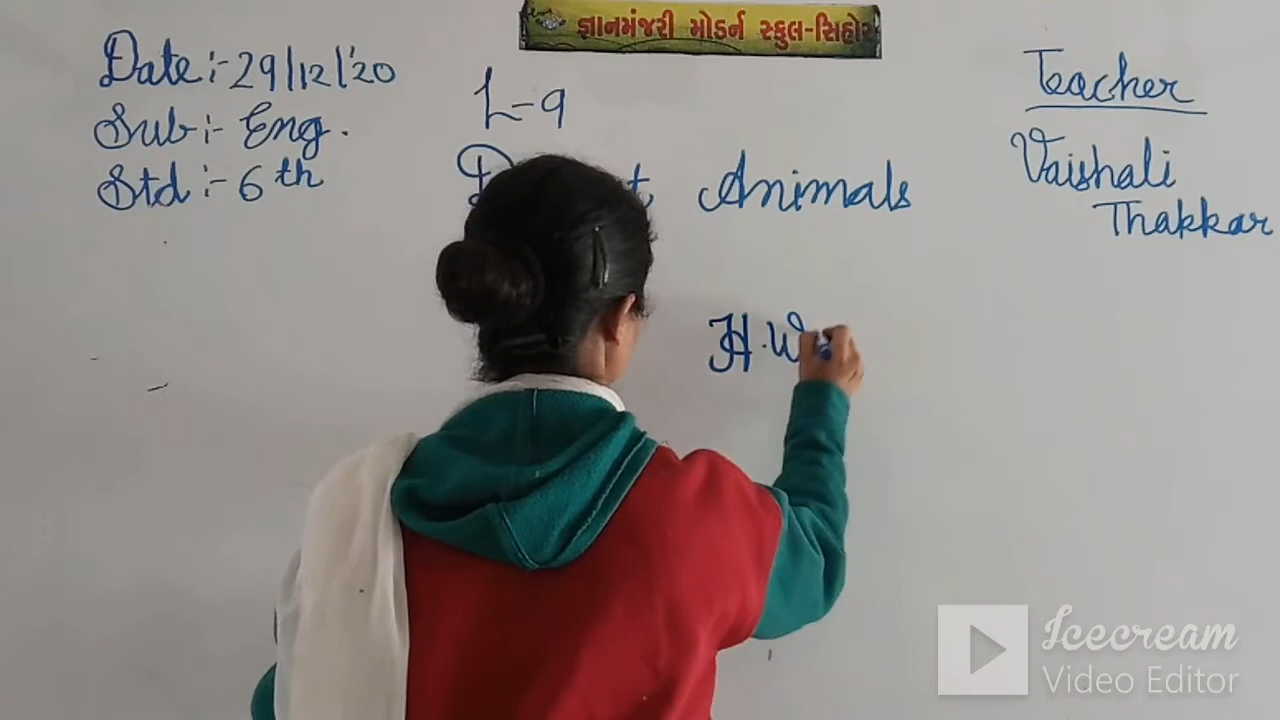 જ્ઞાનમંજરી મોડર્ન સ્કુલ-સિહોર
Date:-29/12/'20
Sub:- Eng.
Std:-6th
L-9
Animals
H.W
Teacher
Vaishali
Thakkar
Icecream
Video Editor